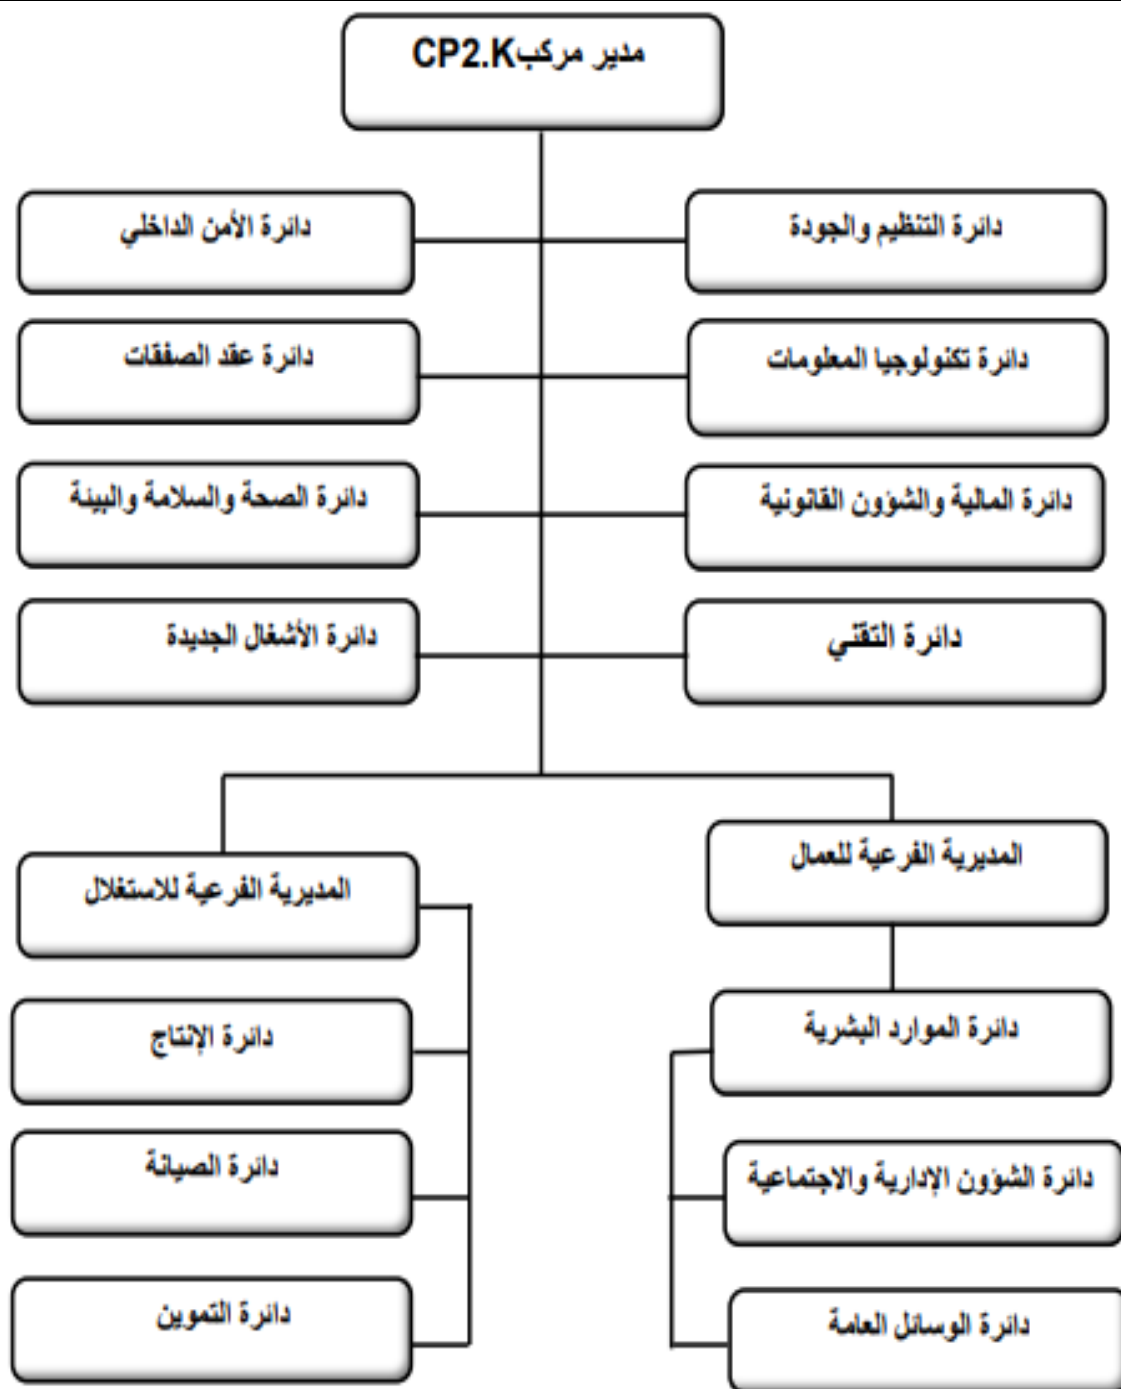 مدير مركب CP2.K
دائرة التنظيم والجودة
دائرة الأمن الداخلي
دائرة تكنولوجيا المعلومات
دائرة عقد الصفقات
دائرة المالية والشؤون القانونية
دائرة الصحة والسلامة والبيئة
دائرة التقني
دائرة الأشغال الجديدة
المديرية الفرعية للعمال
المديرية الفرعية للاستغلال
دائرة الموارد البشرية
دائرة الإنتاج
دائرة الشؤون الإدارية والاجتماعية
دائرة الصيانة
دائرة الوسائل العامة
دائرة التموين